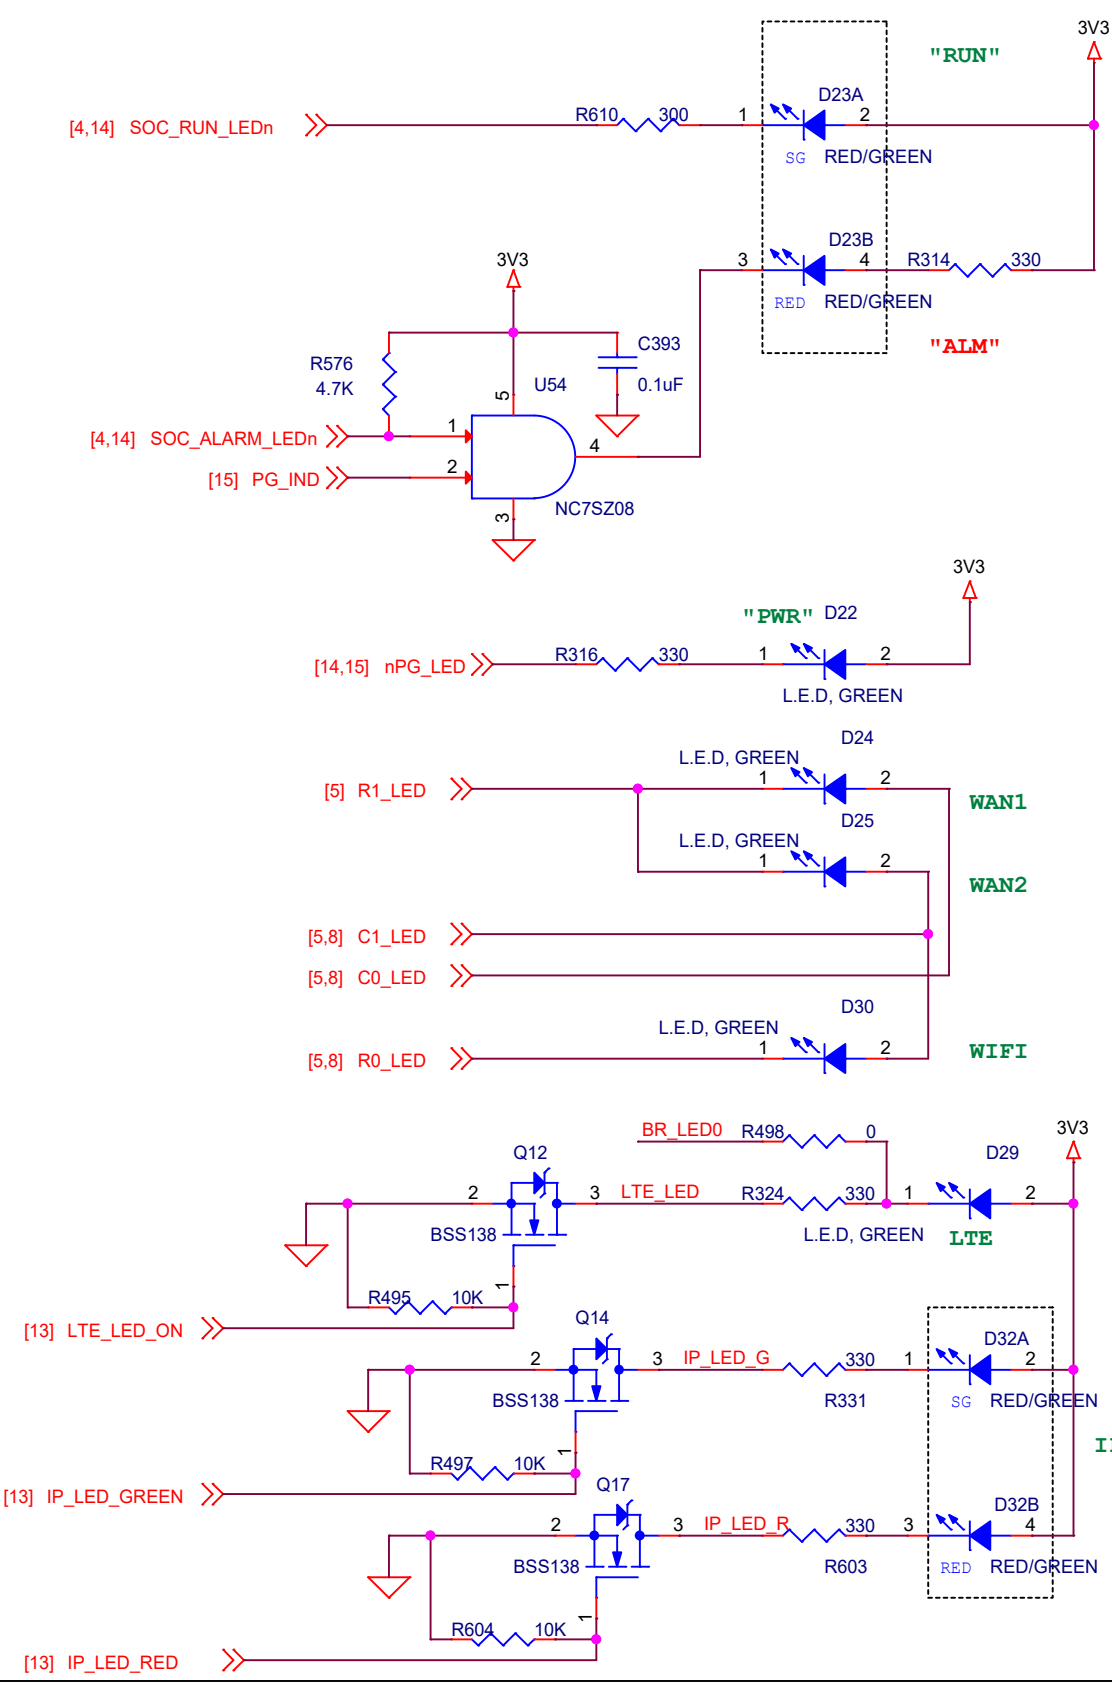 3V3
"RUN"
D23A
R610 300 1 2
[4,14] SOC_RUN_LEDn
SG RED/GREEN
D23B
3 4 R314 330
3V3
RED RED/GREEN
"ALM"
C393
R576
4.7K
U54
0.1uF
5
1
[4,14] SOC_ALARM_LEDn
4
2
[15] PG_IND
3
NC7SZ08
3V3
"PWR" D22
R316 330 1 2
[14,15] nPG_LED
L.E.D, GREEN
D24
L.E.D, GREEN
1 2
[5] R1_LED
WAN1
D25
L.E.D, GREEN
1 2
WAN2
[5,8] C1_LED
[5,8] C0_LED
D30
L.E.D, GREEN
1 2
[5,8] R0_LED
WIFI
BR_LED0 R498 0
3V3
Q12
D29
2 3 LTE_LED R324 330 1 2
BSS138
L.E.D, GREEN
LTE
1
R495 10K
[13] LTE_LED_ON
Q14
D32A
2 3 IP_LED_G 330 1 2
BSS138
R331
SG RED/GREEN
1
R497 10K
[13] IP_LED_GREEN
Q17
D32B
2 3 IP_LED_R 330 3 4
BSS138
R603
RED RED/GREEN
1
R604 10K
[13] IP_LED_RED